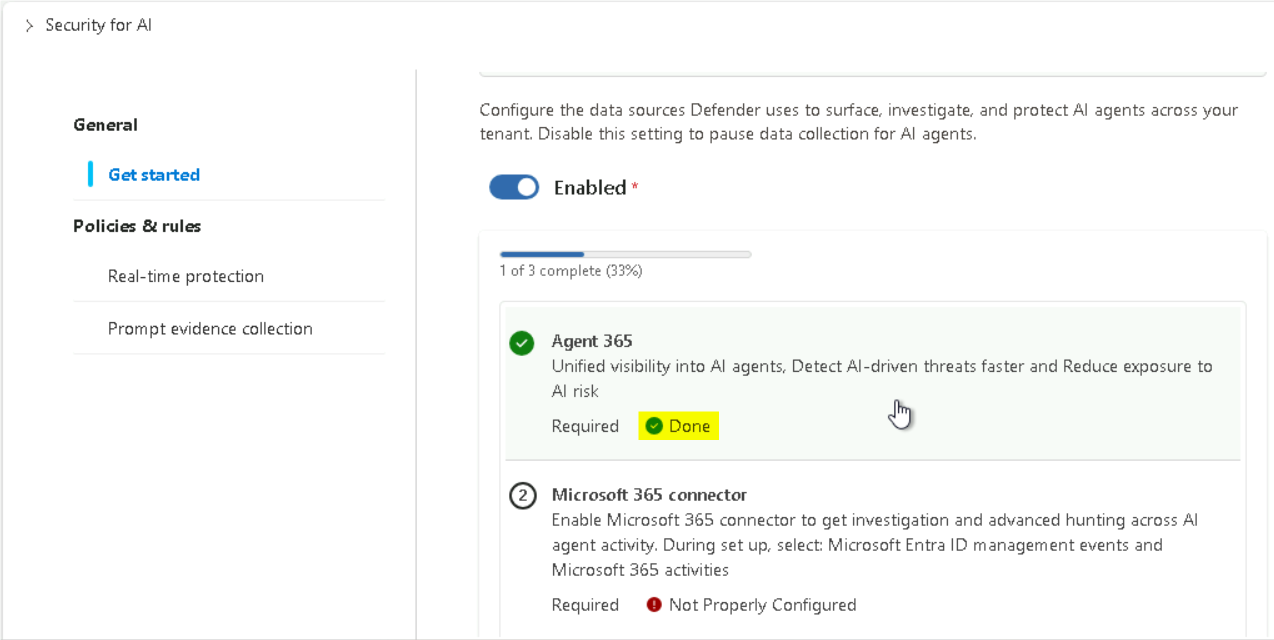 Security for AI
General
Get started
Policies & rules
Real-time protection
Prompt evidence collection
Configure the data sources Defender uses to surface, investigate, and protect AI agents across your
tenant. Disable this setting to pause data collection for AI agents.
Enabled *
1 of 3 complete (33%)
Agent 365
Unified visibility into AI agents, Detect AI-driven threats faster and Reduce exposure to
AI risk
Required Done
2 Microsoft 365 connector
Enable Microsoft 365 connector to get investigation and advanced hunting across AI
agent activity. During set up, select: Microsoft Entra ID management events and
Microsoft 365 activities
Required Not Properly Configured